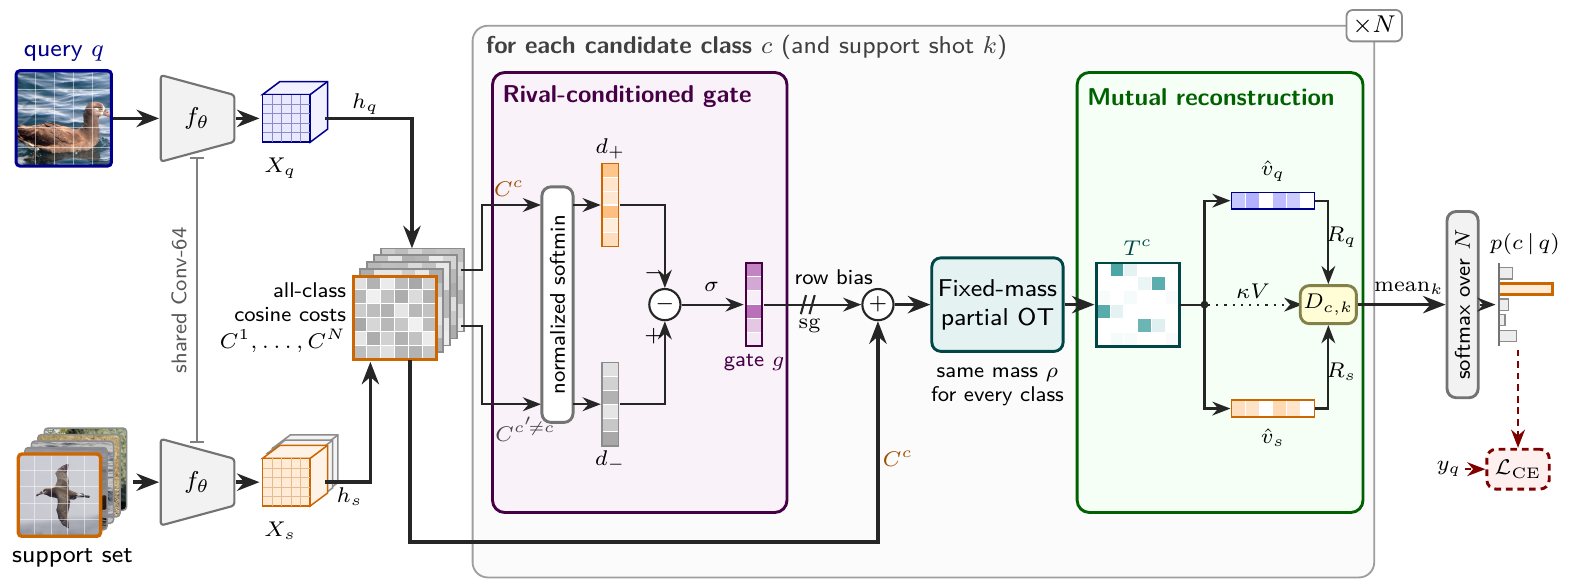 query q
f_θ
X_q
h_q
shared Conv-64
support set
f_θ
X_s
h_s
all-class
cosine costs
C^1, . . . , C^N
for each candidate class c (and support shot k)
×N
Rival-conditioned gate
C^c
C^{c'≠c}
normalized softmin
d_+
d_−
−
−
+
σ
gate g
row bias
sg
+
C^c
Fixed-mass
partial OT
same mass ρ
for every class
Mutual reconstruction
T^c
v̂_q
R_q
κV
D_{c,k}
R_s
v̂_s
mean_k
softmax over N
p(c | q)
y_q
ℒ_CE